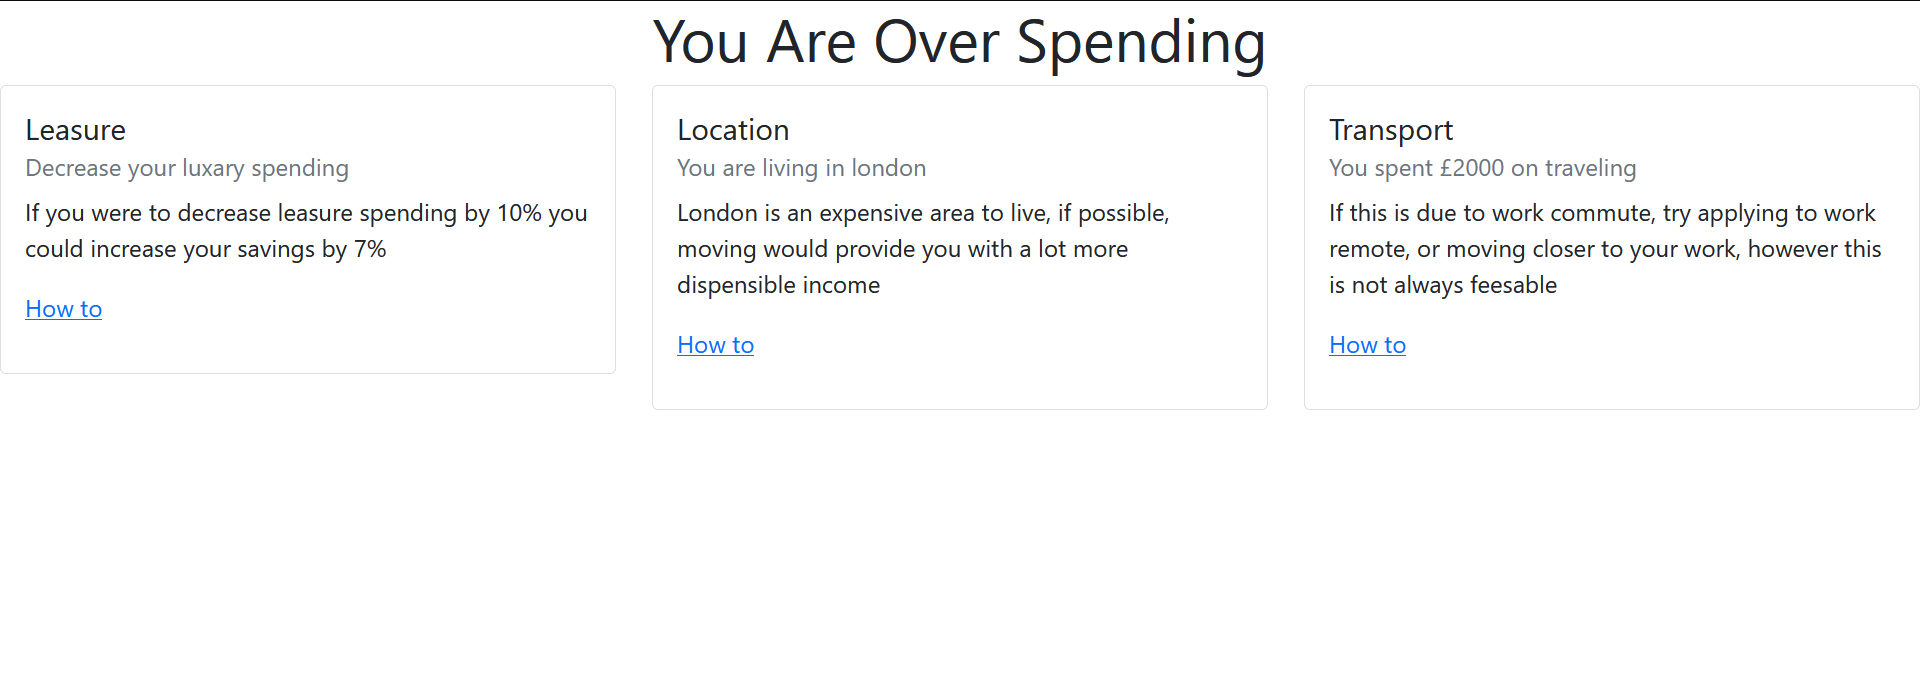 You Are Over Spending
Leasure
Decrease your luxary spending
If you were to decrease leasure spending by 10% you
could increase your savings by 7%
How to
Location
You are living in london
London is an expensive area to live, if possible,
moving would provide you with a lot more
dispensible income
How to
Transport
You spent £2000 on traveling
If this is due to work commute, try applying to work
remote, or moving closer to your work, however this
is not always feesable
How to